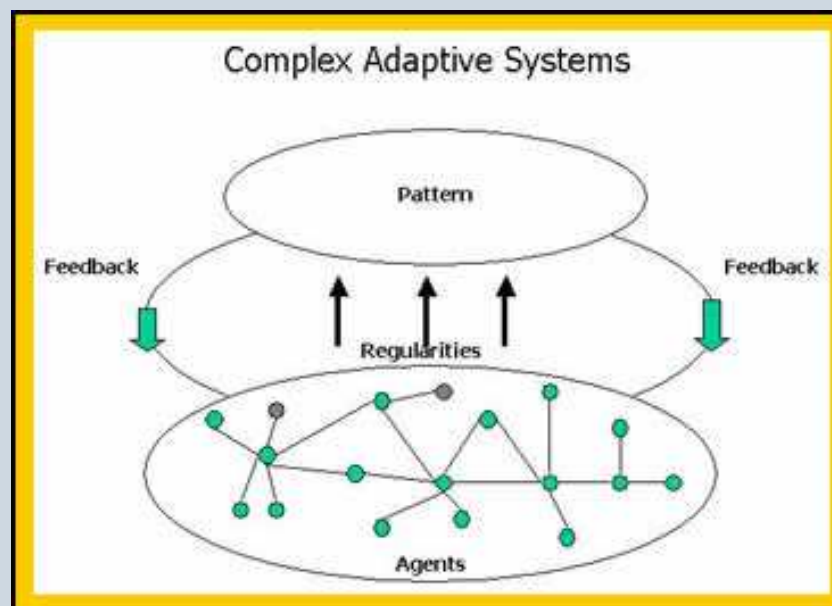 Complex Adaptive Systems
Pattern
Feedback
Feedback
Regularities
Agents